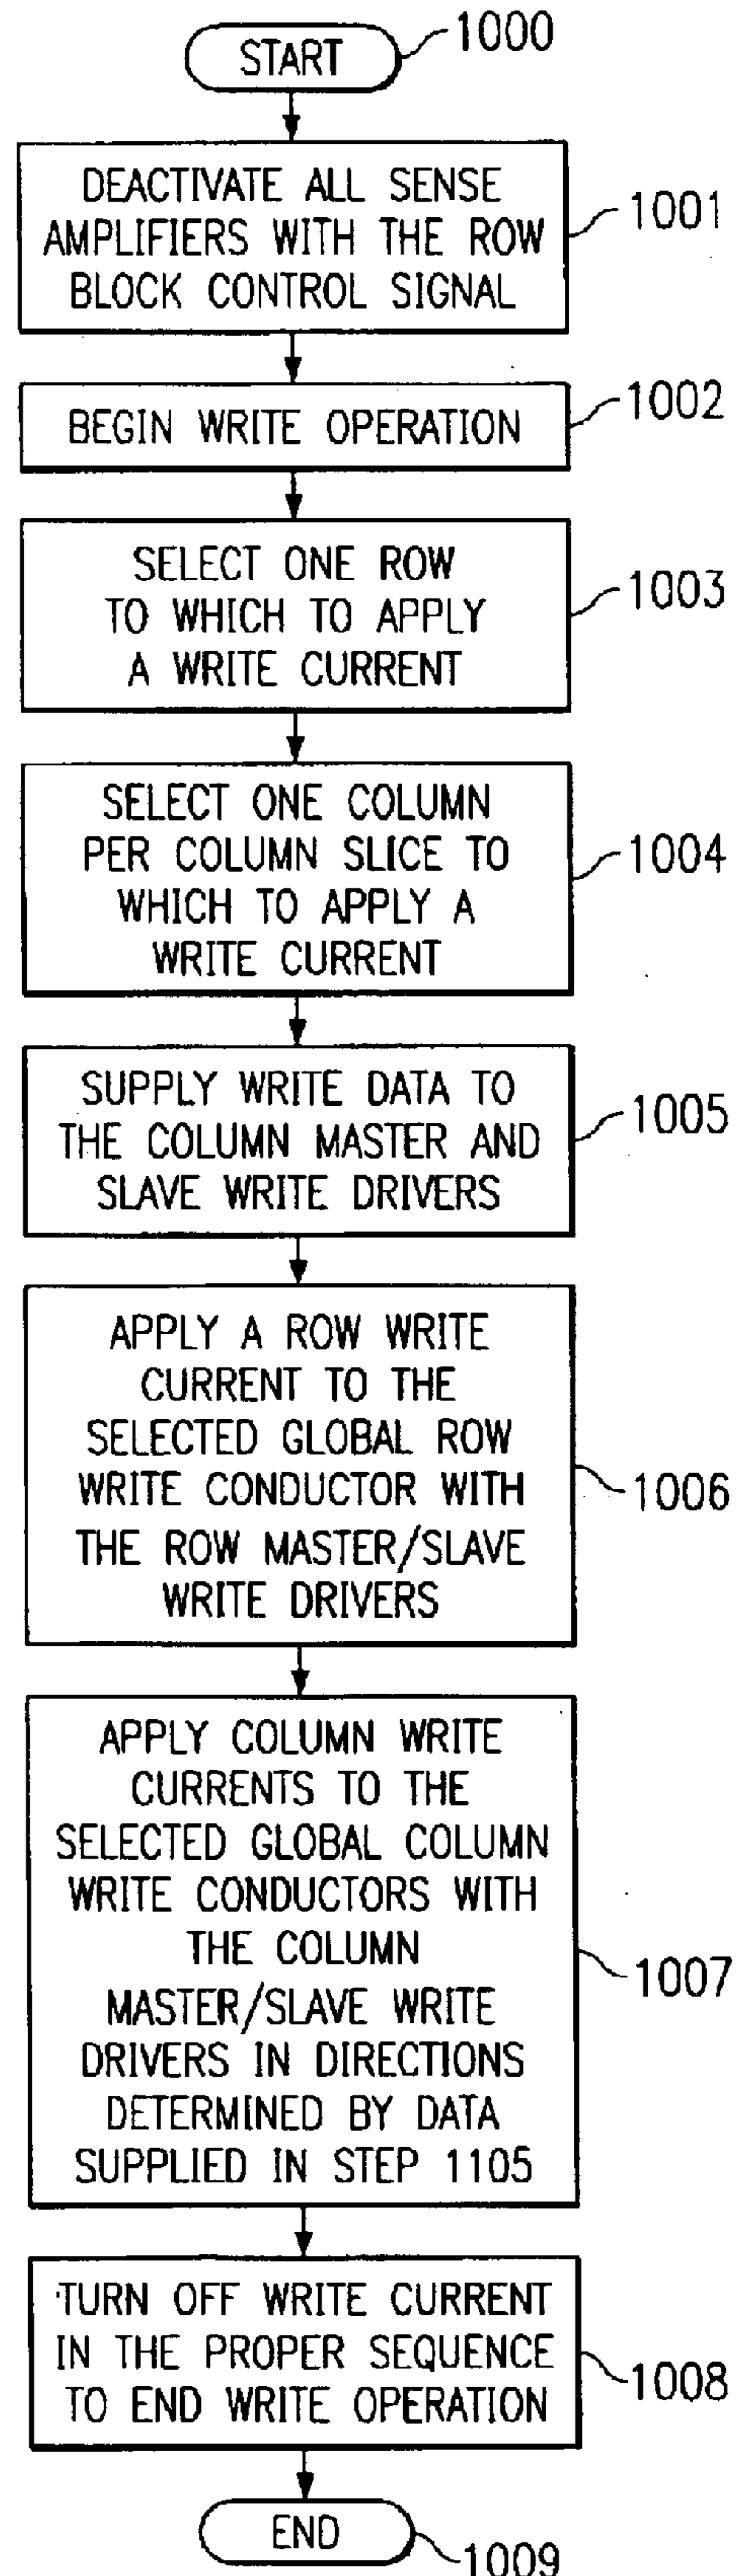 START
1000
DEACTIVATE ALL SENSE
AMPLIFIERS WITH THE ROW
BLOCK CONTROL SIGNAL
1001
BEGIN WRITE OPERATION
1002
SELECT ONE ROW
TO WHICH TO APPLY
A WRITE CURRENT
1003
SELECT ONE COLUMN
PER COLUMN SLICE TO
WHICH TO APPLY A
WRITE CURRENT
1004
SUPPLY WRITE DATA TO
THE COLUMN MASTER AND
SLAVE WRITE DRIVERS
1005
APPLY A ROW WRITE
CURRENT TO THE
SELECTED GLOBAL ROW
WRITE CONDUCTOR WITH
THE ROW MASTER/SLAVE
WRITE DRIVERS
1006
APPLY COLUMN WRITE
CURRENTS TO THE
SELECTED GLOBAL COLUMN
WRITE CONDUCTORS WITH
THE COLUMN
MASTER/SLAVE WRITE
DRIVERS IN DIRECTIONS
DETERMINED BY DATA
SUPPLIED IN STEP 1105
1007
TURN OFF WRITE CURRENT
IN THE PROPER SEQUENCE
TO END WRITE OPERATION
1008
END
1009